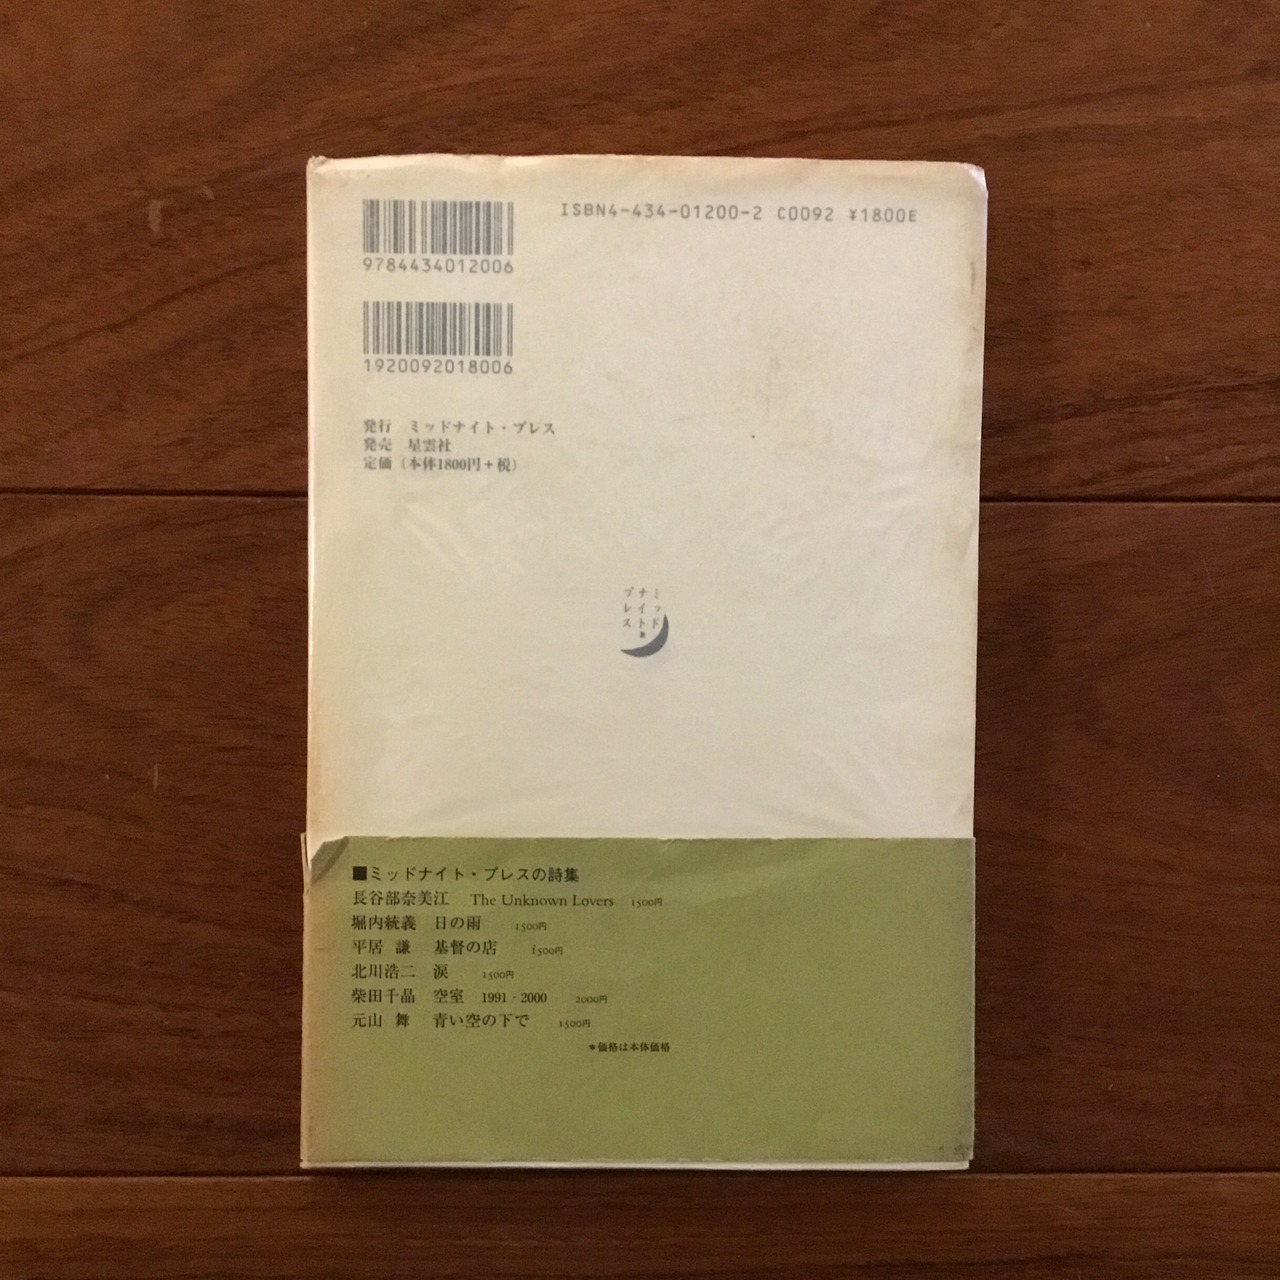 ISBN4-434-01200-2 C0092 ¥1800E
9784434012006
1920092018006
発行 ミッドナイト・プレス
発売 星雲社
定価(本体1800円+税)
ミッド
ナイト・
プレス
■ミッドナイト・プレスの詩集
長谷部奈美江 The Unknown Lovers 1500円
堀内統義 日の雨 1500円
平居 謙 基督の店 1500円
北川浩二 涙 1500円
柴田千晶 空室 1991-2000 2000円
元山 舞 青い空の下で 1500円
*価格は本体価格